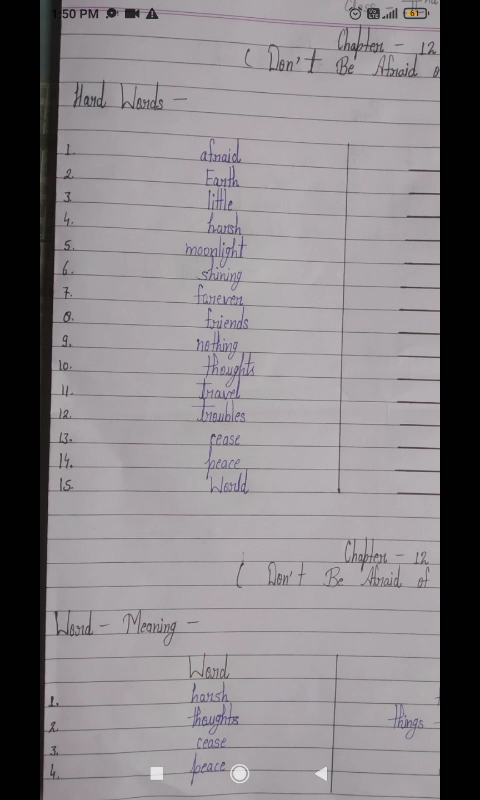 1:50 PM
61
Chapter - 12
( Don't Be Afraid o
Hard Words -
1. afraid
2. Earth
3. little
4. harsh
5. moonlight
6. shining
7. farever
8. friends
9. nothing
10. thoughts
11. travel
12. troubles
13. cease
14. peace
15. World
Chapter - 12
( Don't Be Afraid of
Word - Meaning -
Word
1. harsh
2. thoughts things -
3. cease
4. peace